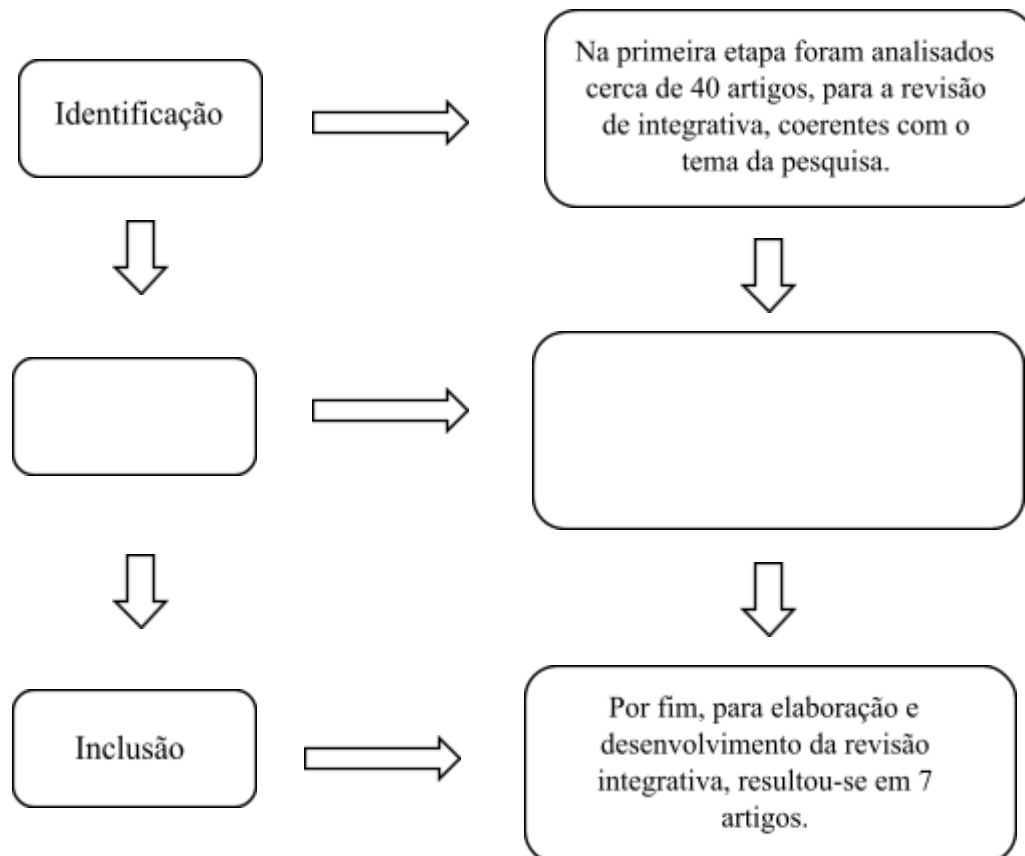 Identificação
Na primeira etapa foram analisados
cerca de 40 artigos, para a revisão
de integrativa, coerentes com o
tema da pesquisa.
Inclusão
Por fim, para elaboração e
desenvolvimento da revisão
integrativa, resultou-se em 7
artigos.